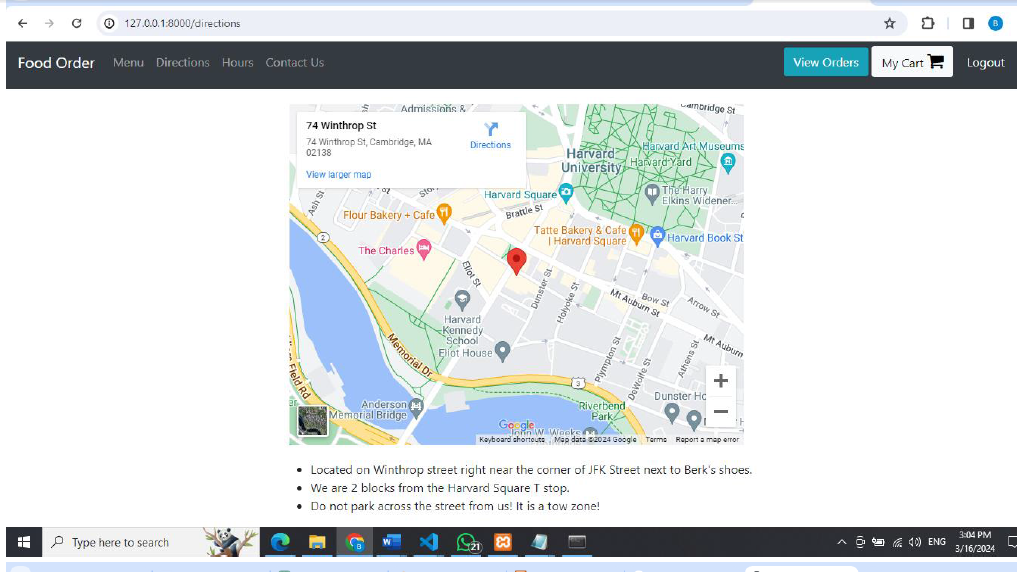 127.0.0.1:8000/directions
B
Food Order
Menu
Directions
Hours
Contact Us
View Orders
My Cart
Logout
74 Winthrop St
74 Winthrop St, Cambridge, MA
02138
Directions
View larger map
Admissions &
Cambridge St
Harvard
University
Harvard Art Museums
Harvard Yard
The Harry
Elkins Widener...
Harvard Square
Ash St
Brattle St
Flour Bakery + Cafe
Tatte Bakery & Cafe
| Harvard Square
Harvard Book St
2
The Charles
Eliot St
Dunster St
Holyoke St
Mt Auburn St
Bow St
Arrow St
Harvard
Kennedy
School
Eliot House
Mt Auburn
Memorial Dr
Plympton St
DeWolfe St
Athens St
3
Field Rd
Anderson
Memorial Bridge
Riverbend
Park
Dunster Ho
Google
John W. Weeks
Keyboard shortcuts
Map data ©2024 Google
Terms
Report a map error
Located on Winthrop street right near the corner of JFK Street next to Berk's shoes.
We are 2 blocks from the Harvard Square T stop.
Do not park across the street from us! It is a tow zone!
Type here to search
21
ENG
3:04 PM
3/16/2024